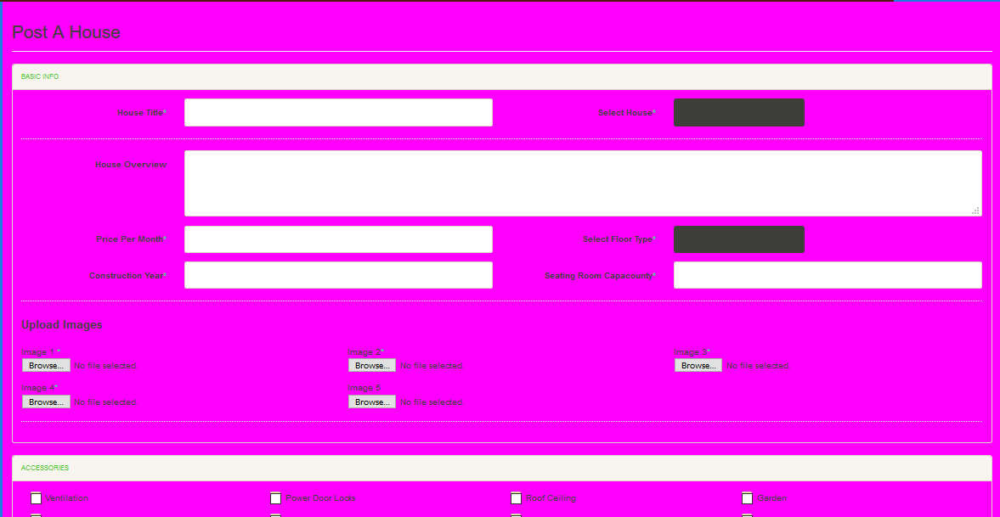 Post A House
BASIC INFO
House Title* Select House*
House Overview
Price Per Month* Select Floor Type*
Construction Year* Seating Room Capacounty*
Upload Images
Image 1 * Image 2* Image 3*
Browse... No file selected Browse... No file selected Browse... No file selected
Image 4* Image 5
Browse... No file selected Browse... No file selected
ACCESSORIES
Ventilation Power Door Locks Roof Ceiling Garden